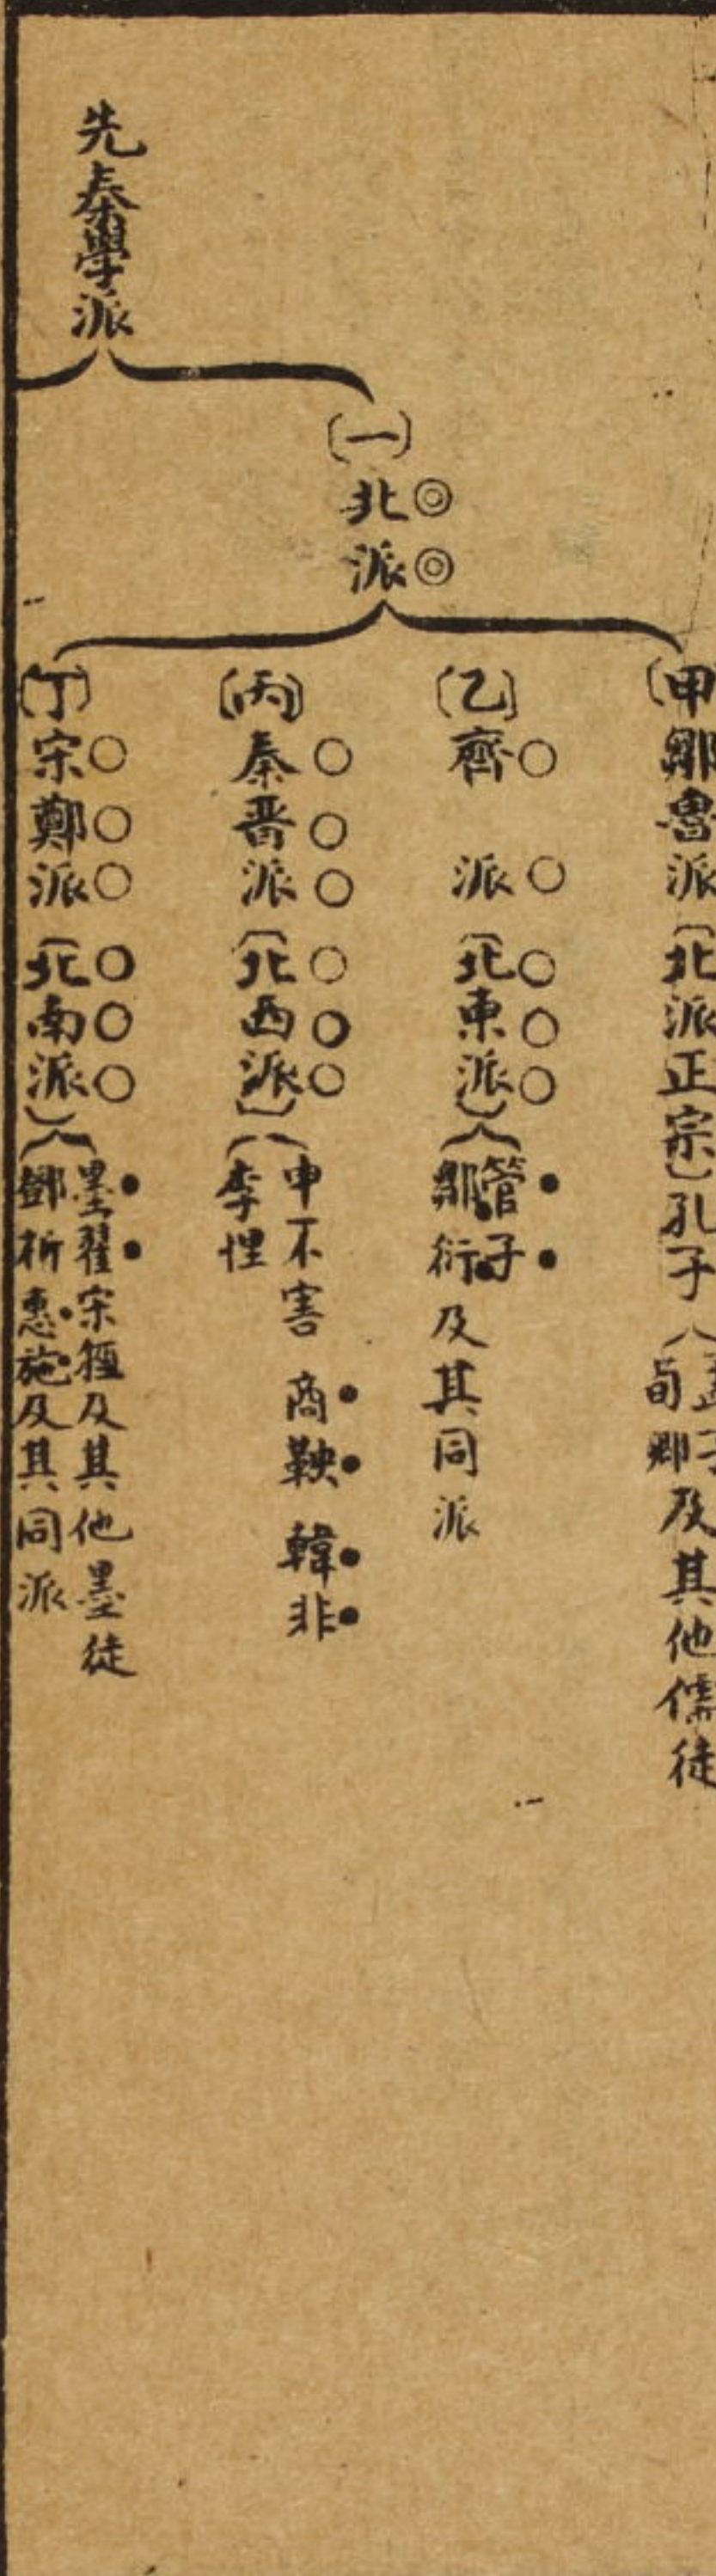 先秦學派
〔一〕北派
〔甲鄒魯派〔北派正宗〕孔子
孟子
荀卿
及其他儒徒
〔乙〕齊派〔北東派〕
管子
鄒衍
及其同派
〔丙〕秦晋派〔北西派〕
申不害 商鞅 韓非
李悝
〔丁〕宋鄭派〔北南派〕
墨翟宋牼及其他墨徒
鄧析惠施及其同派